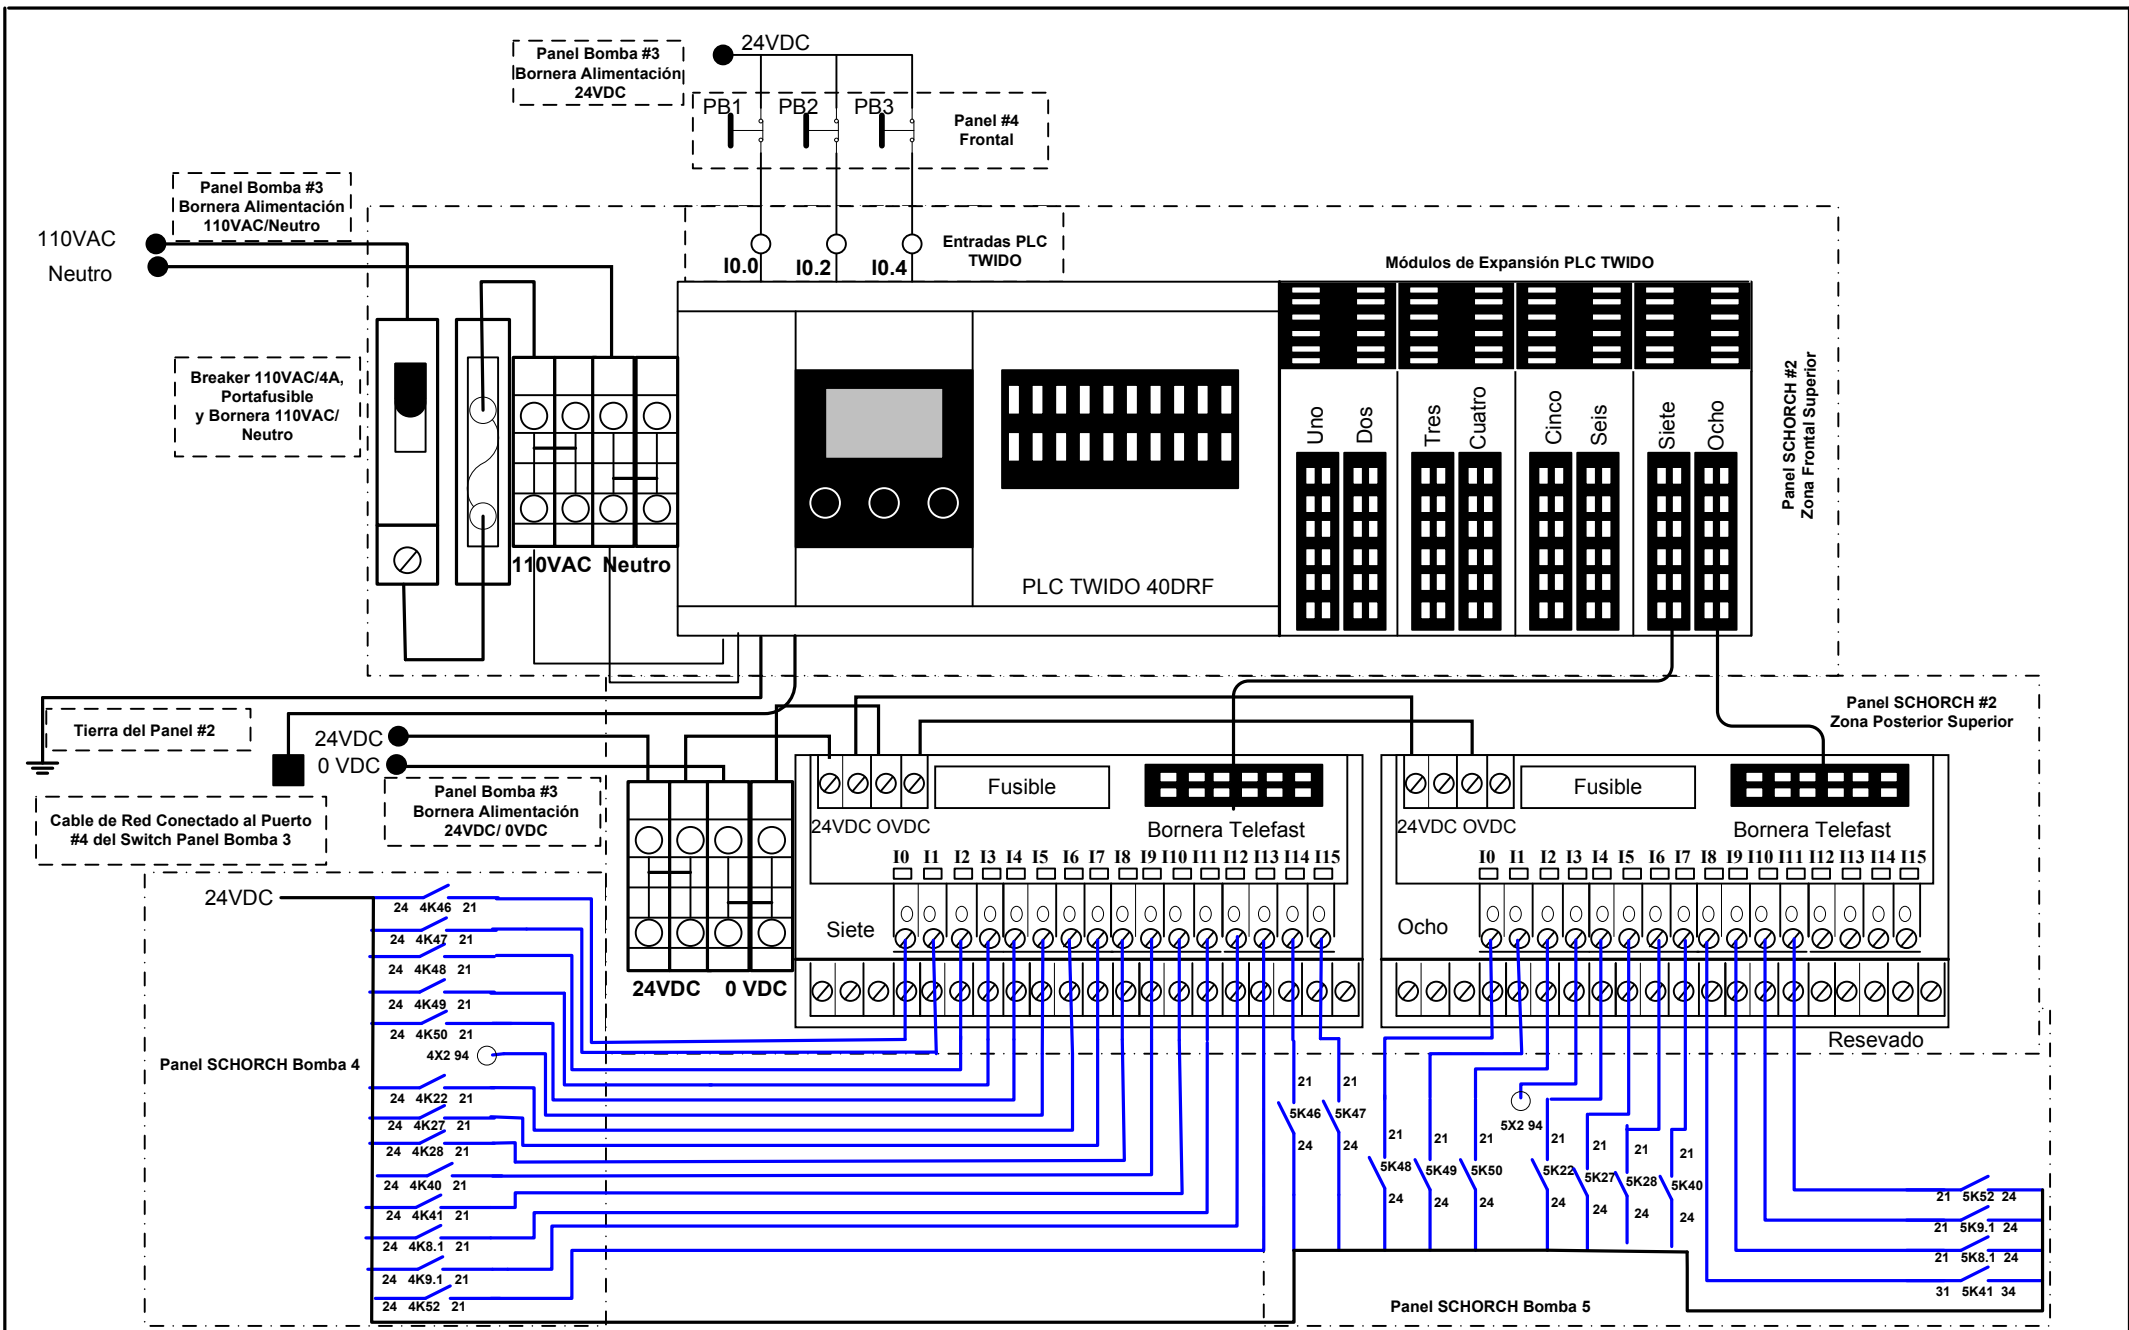 Panel Bomba #3
Bornera Alimentación
24VDC
24VDC
PB1 PB2 PB3
Panel #4
Frontal
Panel Bomba #3
Bornera Alimentación
110VAC/Neutro
110VAC
Neutro
I0.0 I0.2 I0.4
Entradas PLC
TWIDO
Módulos de Expansión PLC TWIDO
Breaker 110VAC/4A,
Portafusible
y Bornera 110VAC/
Neutro
Uno Dos Tres Cuatro Cinco Seis Siete Ocho
Panel SCHORCH #2
Zona Frontal Superior
110VAC Neutro
PLC TWIDO 40DRF
Panel SCHORCH #2
Zona Posterior Superior
Tierra del Panel #2
24VDC
0 VDC
Panel Bomba #3
Bornera Alimentación
24VDC/ 0VDC
Cable de Red Conectado al Puerto
#4 del Switch Panel Bomba 3
Fusible
24VDC OVDC
Bornera Telefast
I0 I1 I2 I3 I4 I5 I6 I7 I8 I9 I10 I11 I12 I13 I14 I15
Siete
Fusible
24VDC OVDC
Bornera Telefast
I0 I1 I2 I3 I4 I5 I6 I7 I8 I9 I10 I11 I12 I13 I14 I15
Ocho
24VDC 0 VDC
Resevado
24VDC
24 4K46 21
24 4K47 21
24 4K48 21
24 4K49 21
24 4K50 21
4X2 94
Panel SCHORCH Bomba 4
24 4K22 21
24 4K27 21
24 4K28 21
24 4K40 21
24 4K41 21
24 4K8.1 21
24 4K9.1 21
24 4K52 21
21 5K46 24
21 5K47 24
21 5K48 24
21 5K49 24
21 5K50 24
5X2 94
21 5K22 24
21 5K27 24
21 5K28 24
21 5K40 24
21 5K52 24
21 5K9.1 24
21 5K8.1 24
31 5K41 34
Panel SCHORCH Bomba 5